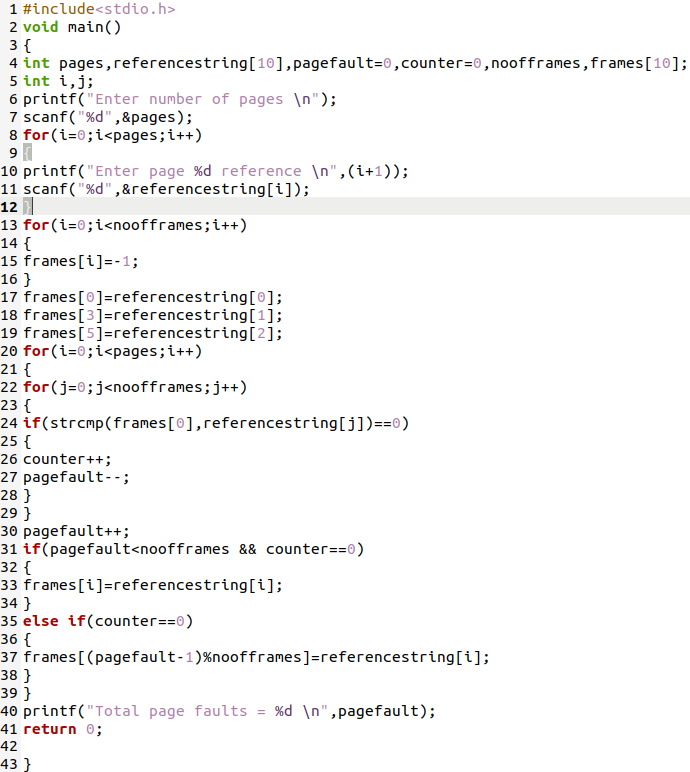 1 #include<stdio.h>
2 void main()
3 {
4 int pages,referencestring[10],pagefault=0,counter=0,noofframes,frames[10];
5 int i,j;
6 printf("Enter number of pages \n");
7 scanf("%d",&pages);
8 for(i=0;i<pages;i++)
9 {
10 printf("Enter page %d reference \n",(i+1));
11 scanf("%d",&referencestring[i]);
12 }
13 for(i=0;i<noofframes;i++)
14 {
15 frames[i]=-1;
16 }
17 frames[0]=referencestring[0];
18 frames[3]=referencestring[1];
19 frames[5]=referencestring[2];
20 for(i=0;i<pages;i++)
21 {
22 for(j=0;j<noofframes;j++)
23 {
24 if(strcmp(frames[0],referencestring[j])==0)
25 {
26 counter++;
27 pagefault--;
28 }
29 }
30 pagefault++;
31 if(pagefault<noofframes && counter==0)
32 {
33 frames[i]=referencestring[i];
34 }
35 else if(counter==0)
36 {
37 frames[(pagefault-1)%noofframes]=referencestring[i];
38 }
39 }
40 printf("Total page faults = %d \n",pagefault);
41 return 0;
42
43 }